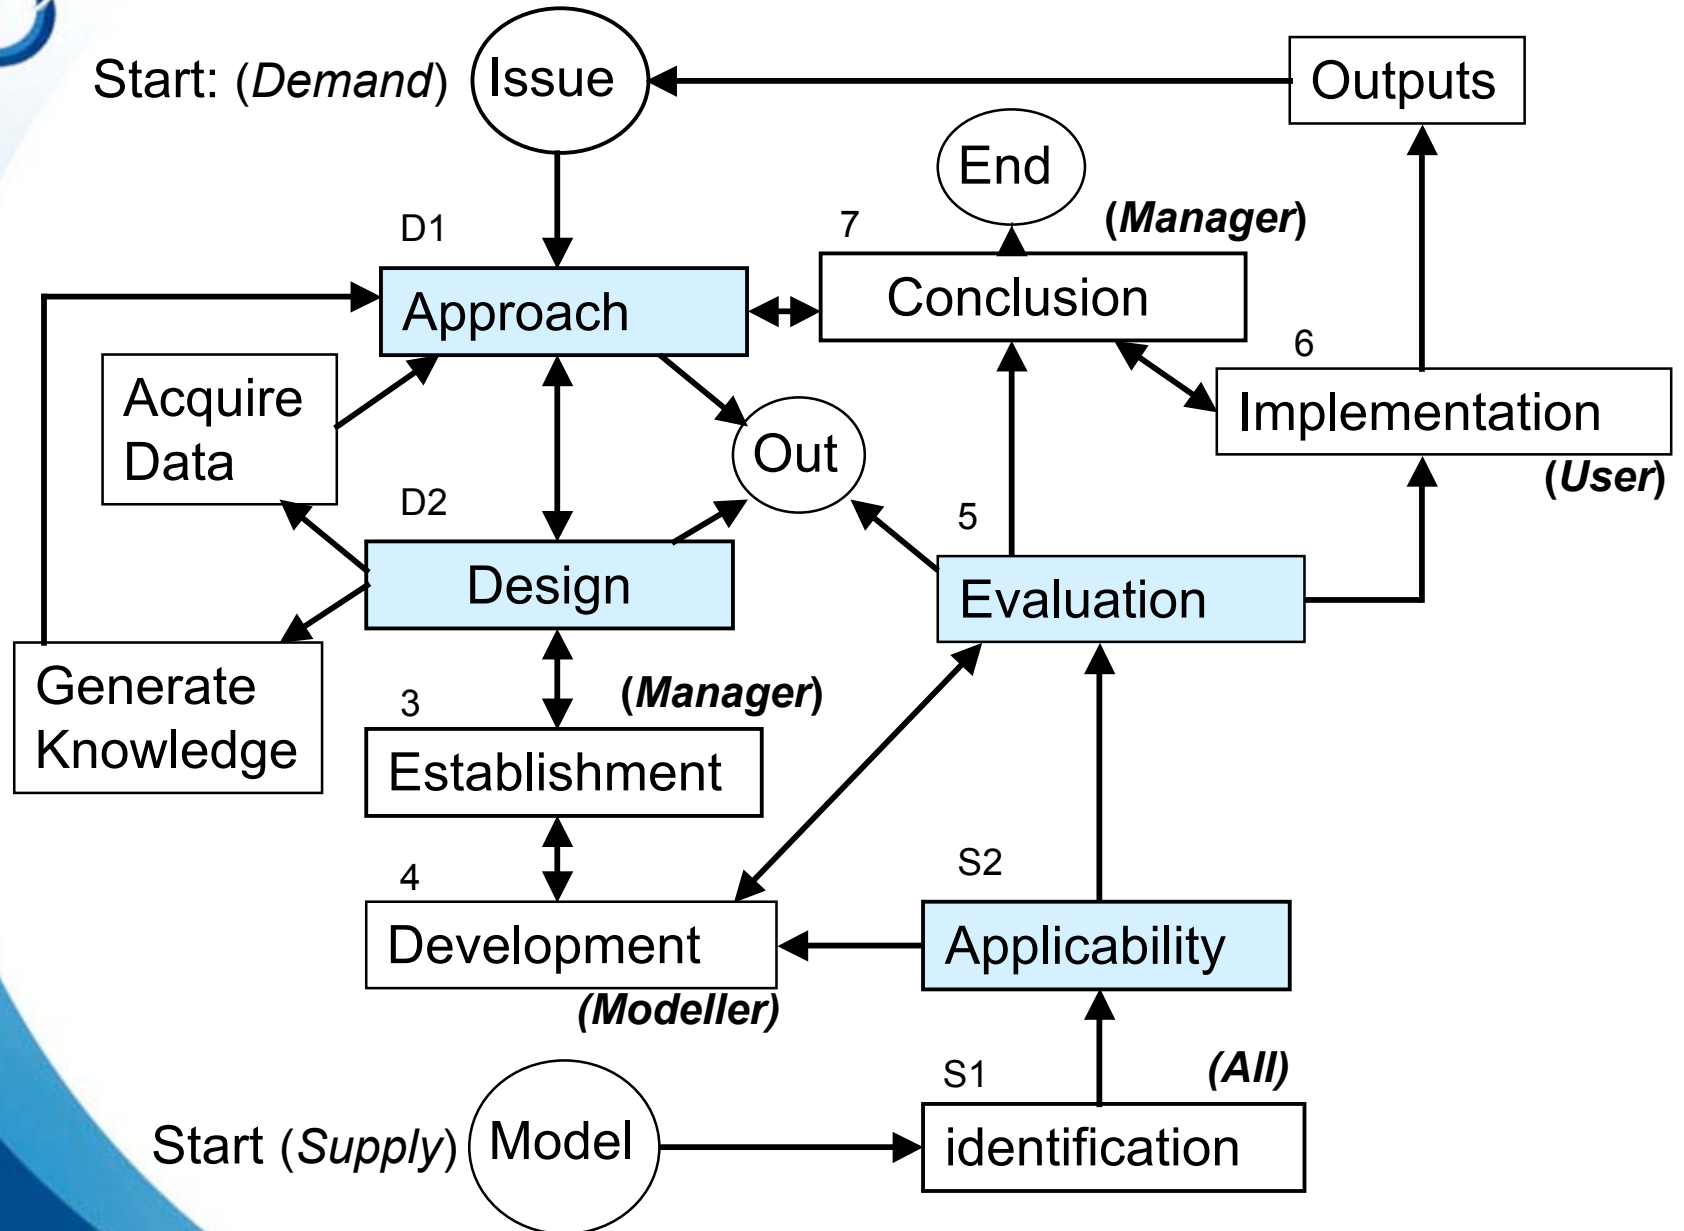 Start: (Demand)
Issue
Outputs
End
D1
7
(Manager)
Approach
Conclusion
6
Acquire
Data
Implementation
Out
(User)
D2
5
Design
Evaluation
Generate
Knowledge
3
(Manager)
Establishment
4
S2
Development
Applicability
(Modeller)
S1
(All)
Start (Supply)
Model
identification